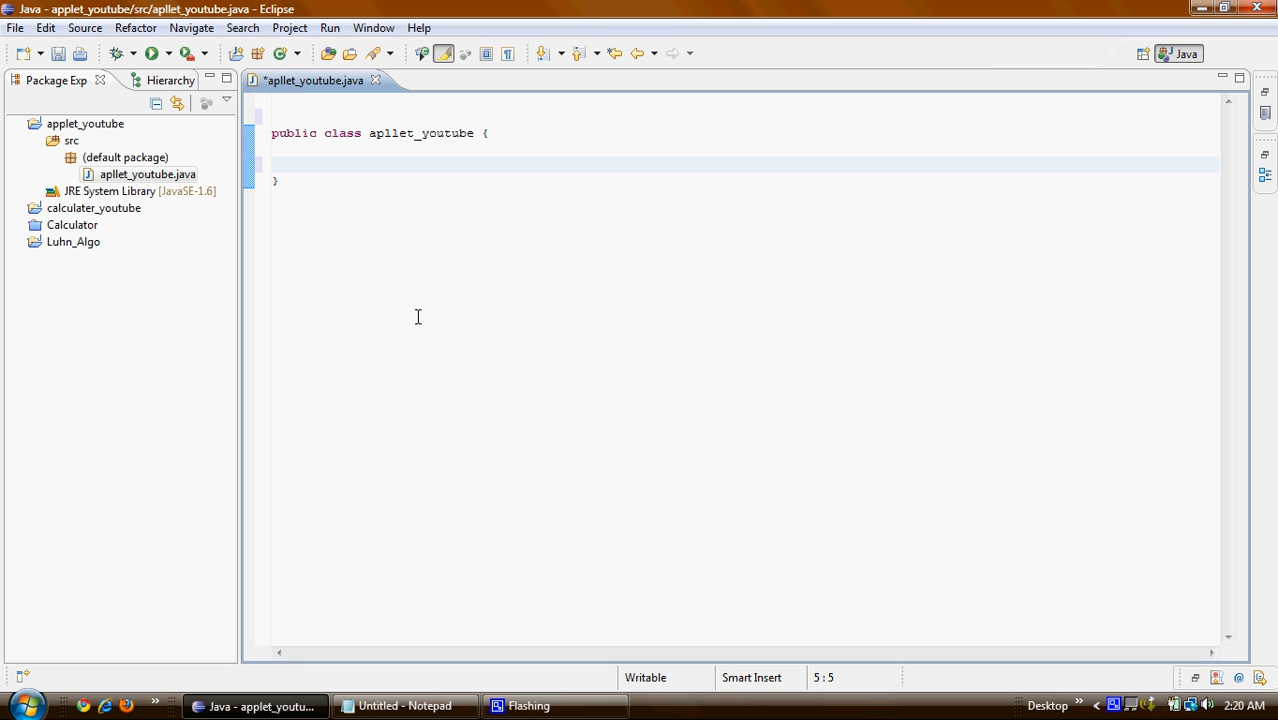 Java - applet_youtube/src/apllet_youtube.java - Eclipse
File Edit Source Refactor Navigate Search Project Run Window Help
Java
Package Exp Hierarchy
*apllet_youtube.java
applet_youtube
src
(default package)
apllet_youtube.java
JRE System Library [JavaSE-1.6]
calculater_youtube
Calculator
Luhn_Algo
public class apllet_youtube {
}
Writable Smart Insert 5 : 5
Java - applet_youtu... Untitled - Notepad Flashing Desktop 2:20 AM